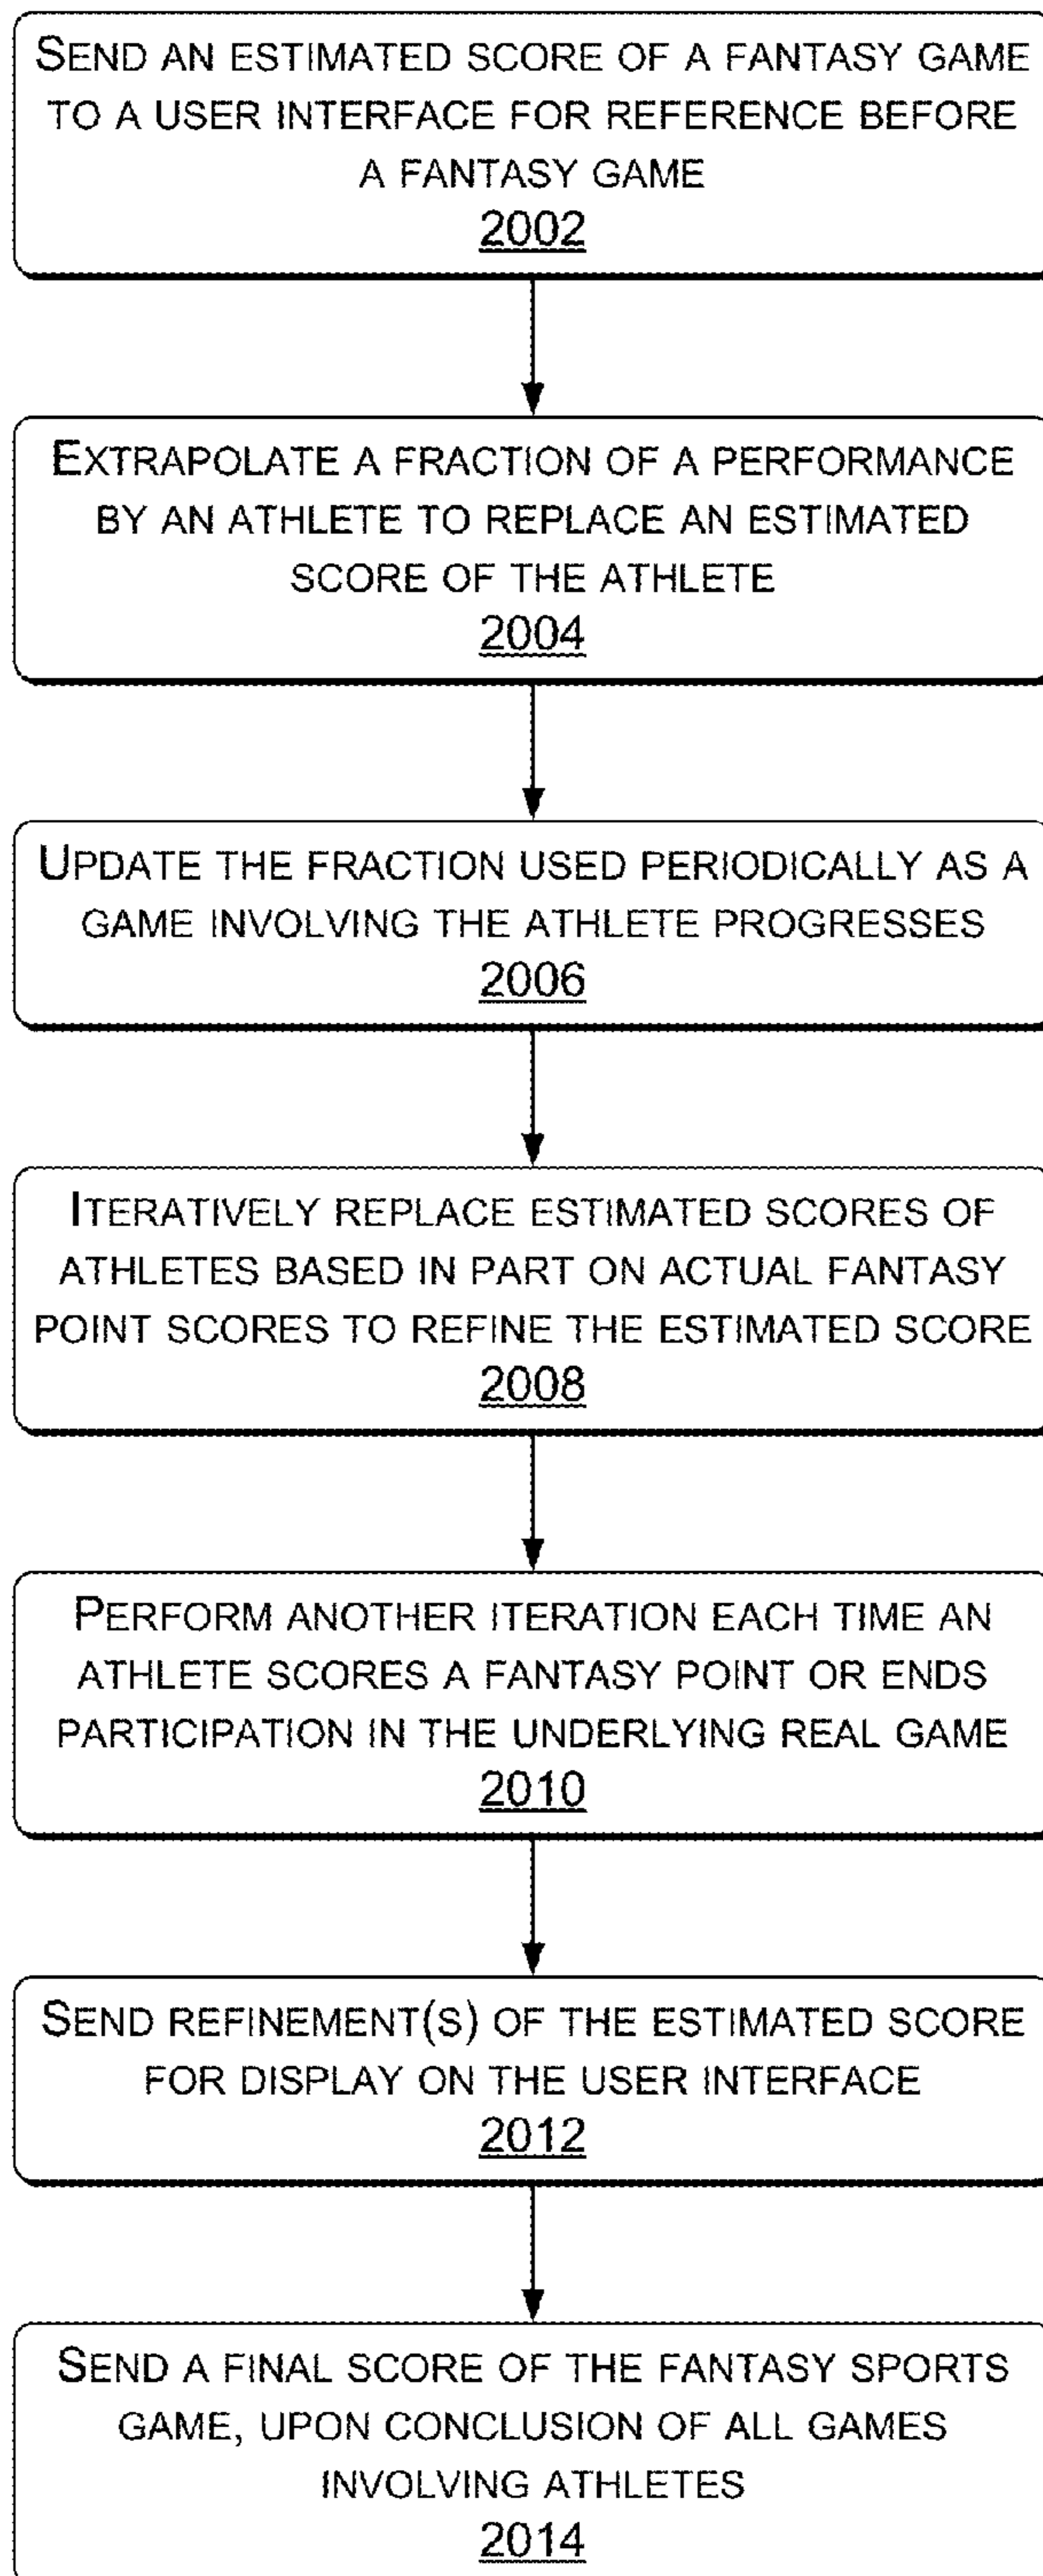 SEND AN ESTIMATED SCORE OF A FANTASY GAME
TO A USER INTERFACE FOR REFERENCE BEFORE
A FANTASY GAME
2002
EXTRAPOLATE A FRACTION OF A PERFORMANCE
BY AN ATHLETE TO REPLACE AN ESTIMATED
SCORE OF THE ATHLETE
2004
UPDATE THE FRACTION USED PERIODICALLY AS A
GAME INVOLVING THE ATHLETE PROGRESSES
2006
ITERATIVELY REPLACE ESTIMATED SCORES OF
ATHLETES BASED IN PART ON ACTUAL FANTASY
POINT SCORES TO REFINE THE ESTIMATED SCORE
2008
PERFORM ANOTHER ITERATION EACH TIME AN
ATHLETE SCORES A FANTASY POINT OR ENDS
PARTICIPATION IN THE UNDERLYING REAL GAME
2010
SEND REFINEMENT(S) OF THE ESTIMATED SCORE
FOR DISPLAY ON THE USER INTERFACE
2012
SEND A FINAL SCORE OF THE FANTASY SPORTS
GAME, UPON CONCLUSION OF ALL GAMES
INVOLVING ATHLETES
2014